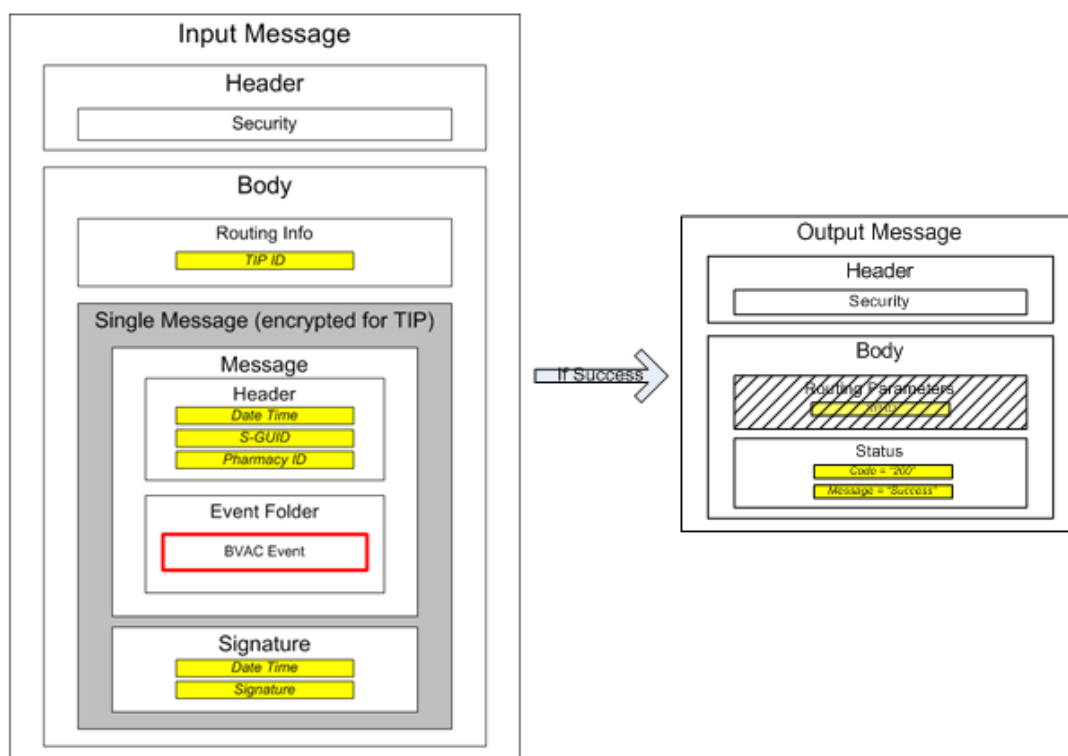 Input Message
Header
Security
Body
Routing Info
TIP ID
Single Message (encrypted for TIP)
Message
Header
Date Time
S-GUID
Pharmacy ID
Event Folder
BVAC Event
Signature
Date Time
Signature
If Success
Output Message
Header
Security
Body
Routing Parameters
Status
Code = "200"
Message = "Success"